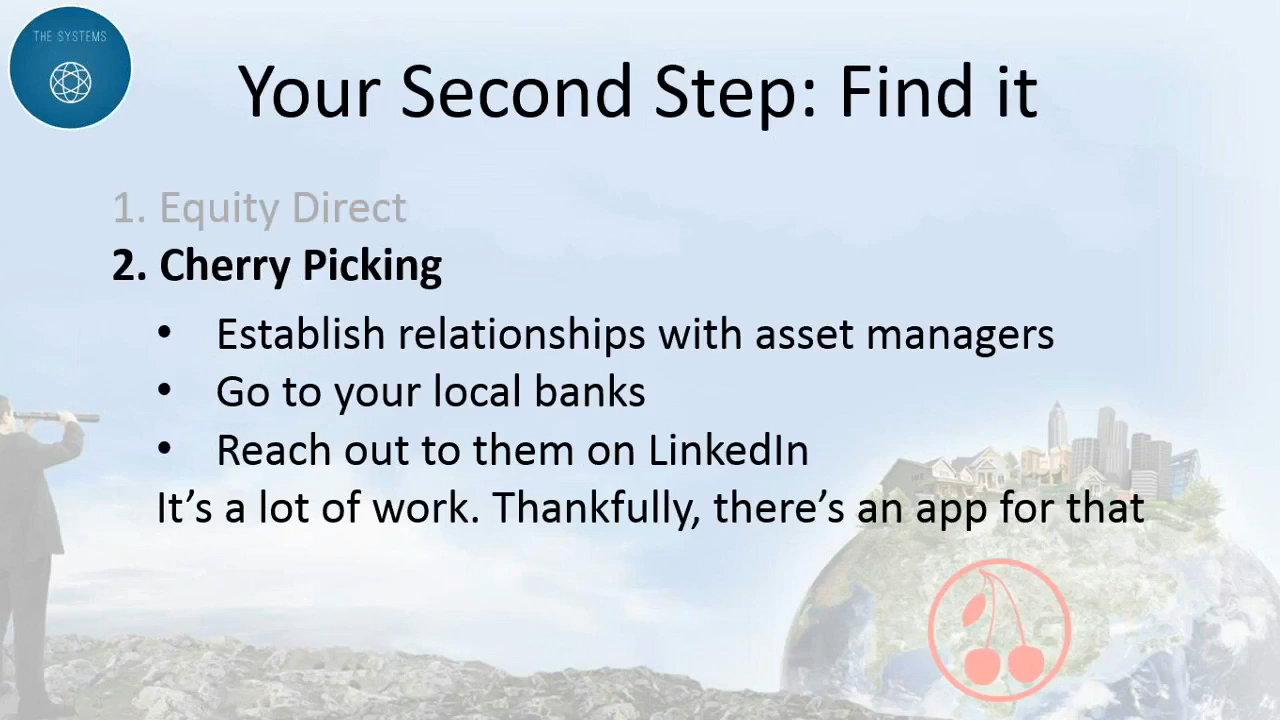 THE SYSTEMS
Your Second Step: Find it
1. Equity Direct
2. Cherry Picking
• Establish relationships with asset managers
• Go to your local banks
• Reach out to them on LinkedIn
It’s a lot of work. Thankfully, there’s an app for that